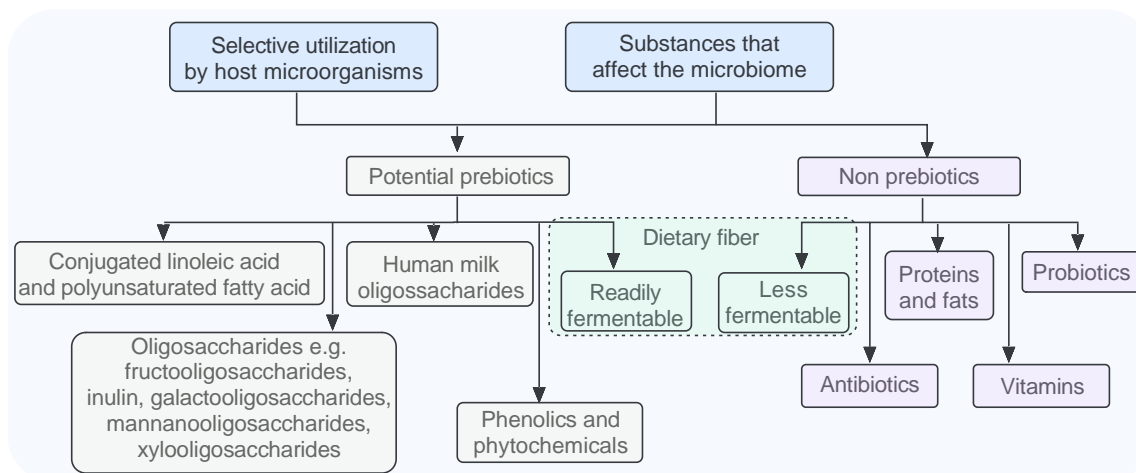 Selective utilization
by host microorganisms
Substances that
affect the microbiome
Potential prebiotics
Non prebiotics
Conjugated linoleic acid
and polyunsaturated fatty acid
Human milk
oligossacharides
Dietary fiber
Readily
fermentable
Less
fermentable
Proteins
and fats
Probiotics
Oligosaccharides e.g.
fructooligosaccharides,
inulin, galactooligosaccharides,
mannanooligosaccharides,
xylooligosaccharides
Phenolics and
phytochemicals
Antibiotics
Vitamins